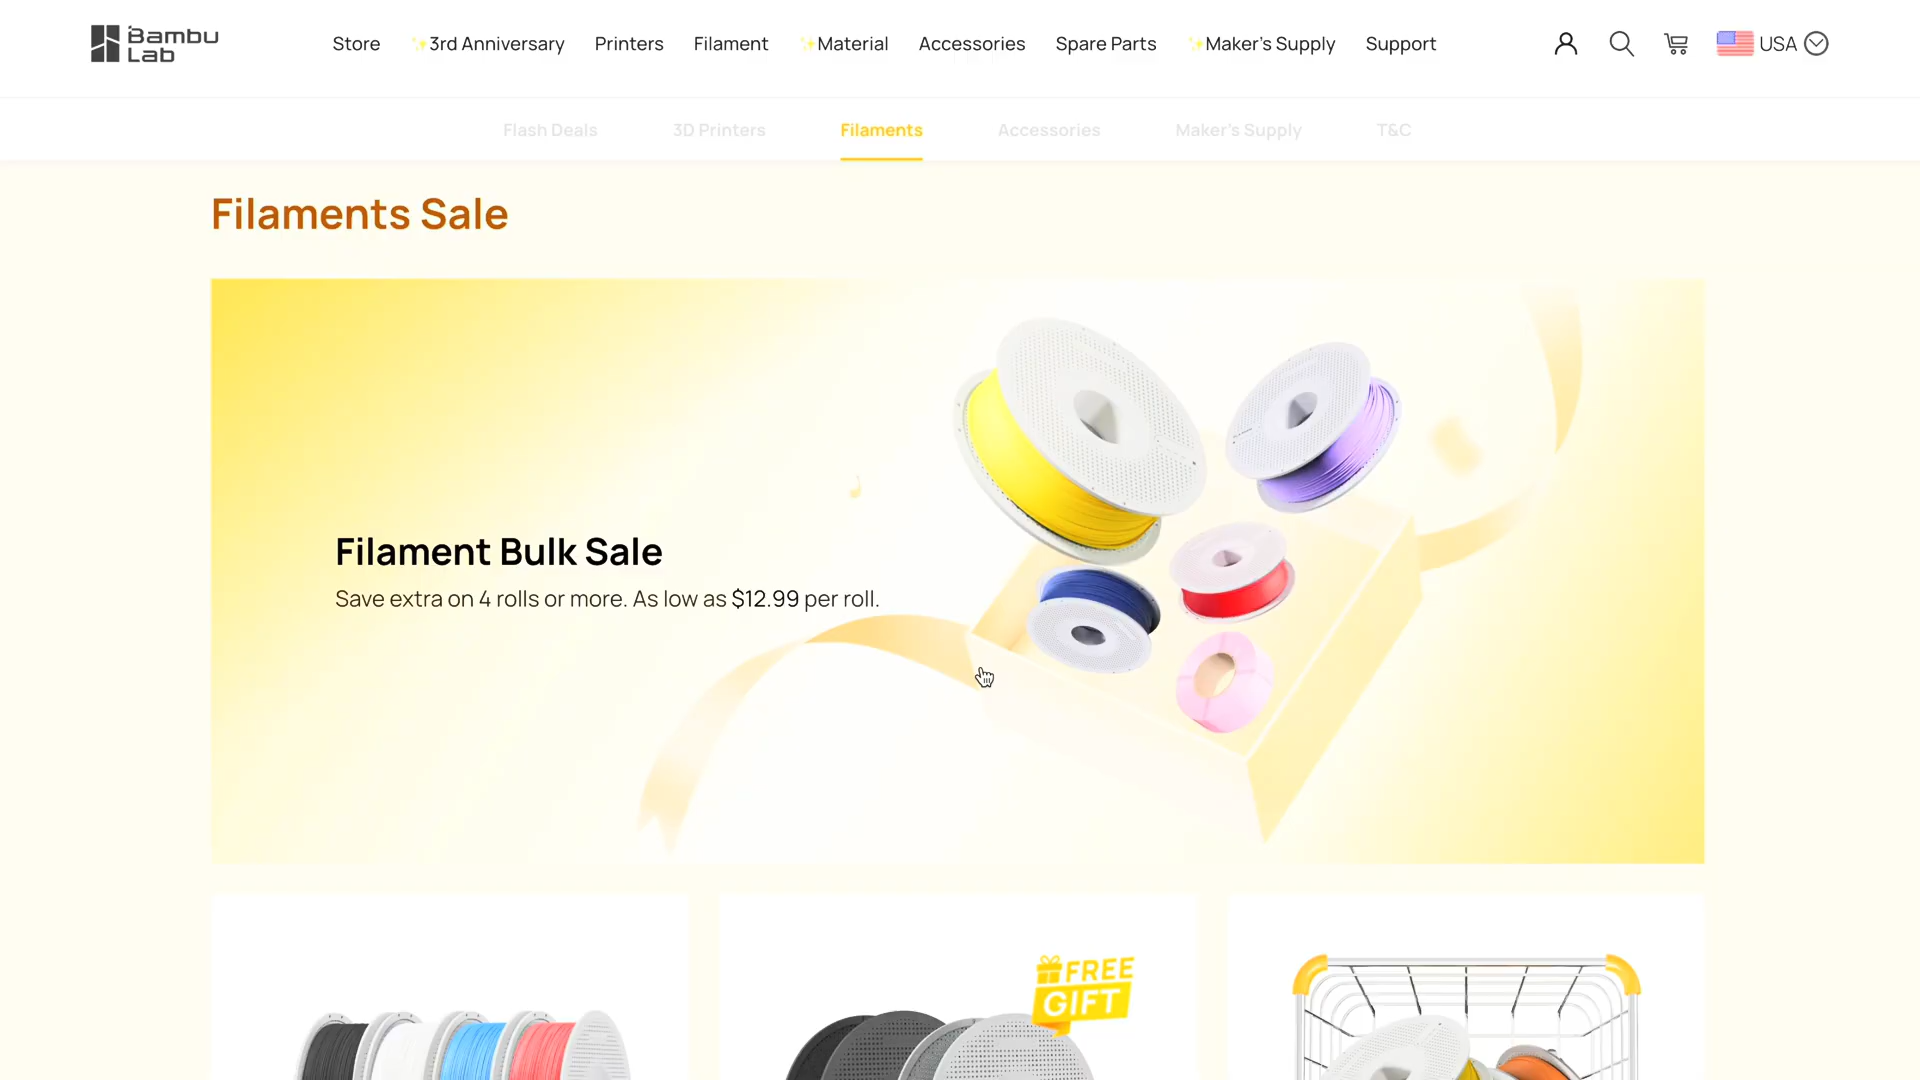 Bambu Lab
Store ✨3rd Anniversary Printers Filament ✨Material Accessories Spare Parts ✨Maker's Supply Support USA
Flash Deals 3D Printers Filaments Accessories Maker's Supply T&C
Filaments Sale
Filament Bulk Sale
Save extra on 4 rolls or more. As low as $12.99 per roll.
FREE
GIFT